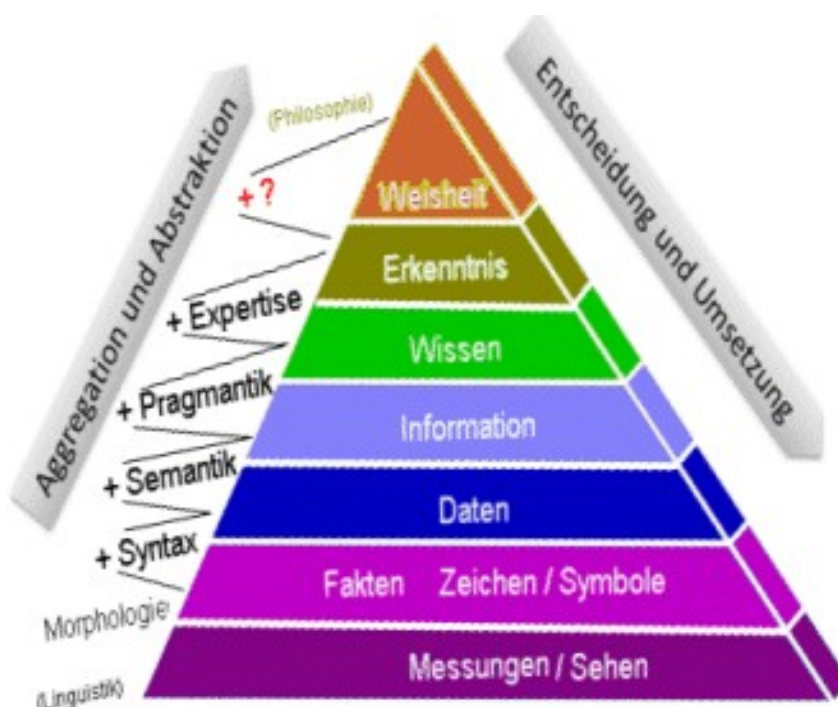 Aggregation und Abstraktion
Entscheidung und Umsetzung
(Philosophie)
+ ?
Weisheit
Erkenntnis
+ Expertise
Wissen
+ Pragmatik
Information
+ Semantik
Daten
+ Syntax
Fakten Zeichen / Symbole
Morphologie
Messungen / Sehen
(Linguistik)